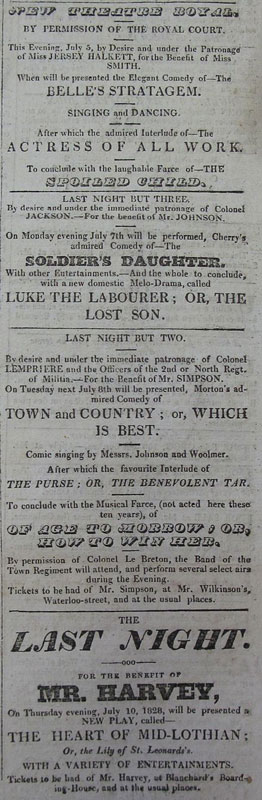 NEW THEATRE ROYAL.
BY PERMISSION OF THE ROYAL COURT.
This Evening, July 5, by Desire and under the Patronage
of Miss JERSEY HALKETT, for the Benefit of Miss
SMITH.
When will be presented the Elegant Comedy of—The
BELLE'S STRATAGEM.
SINGING and DANCING.
After which the admired Interlude of—The
ACTRESS OF ALL WORK.
To conclude with the laughable Farce of—THE
SPOILED CHILD.
LAST NIGHT BUT THREE.
By desire and under the immediate patronage of Colonel
JACKSON.—For the benefit of Mr. JOHNSON.
On Monday evening July 7th will be performed, Cherry's
admired Comedy of—The
SOLDIER'S DAUGHTER.
With other Entertainments.—And the whole to conclude,
with a new domestic Melo-Drama, called
LUKE THE LABOURER; OR, THE
LOST SON.
LAST NIGHT BUT TWO.
By desire and under the immediate patronage of Colonel
LEMPRIERE and the Officers of the 2nd or North Regt.
of Militia.—For the Benefit of Mr. SIMPSON.
On Tuesday next July 8th will be presented, Morton's ad-
mired Comedy of
TOWN and COUNTRY; or, WHICH
IS BEST.
Comic singing by Messrs. Johnson and Woolmer.
After which the favourite Interlude of
THE PURSE; OR, THE BENEVOLENT TAR.
To conclude with the Musical Farce, (not acted here these
ten years), of
OF AGE TO MORROW; OR,
HOW TO WIN HER.
By permission of Colonel Le Breton, the Band of the
Town Regiment will attend, and perform several select airs
during the Evening.
Tickets to be had of Mr. Simpson, at Mr. Wilkinson's,
Waterloo-street, and at the usual places.
THE
LAST NIGHT.
—ooo—
FOR THE BENEFIT OF
MR. HARVEY,
On Thursday evening, July 10, 1828, will be presented a
NEW PLAY, called—
THE HEART OF MID-LOTHIAN;
Or, the Lily of St. Leonard's.
WITH A VARIETY OF ENTERTAINMENTS.
Tickets to be had of Mr. Harvey, at Blanchard's Board-
ing-House, and at the usual places.